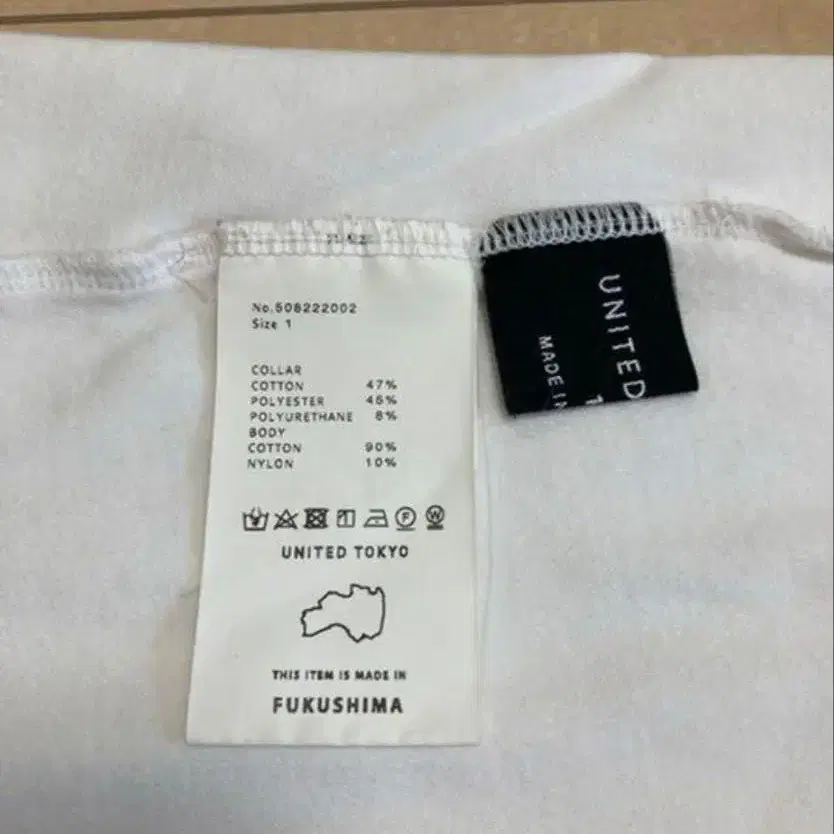 No.508222002
Size 1
COLLAR
COTTON 47%
POLYESTER 45%
POLYURETHANE 8%
BODY
COTTON 90%
NYLON 10%
F W
UNITED TOKYO
THIS ITEM IS MADE IN
FUKUSHIMA
UNITED
T
MADE IN